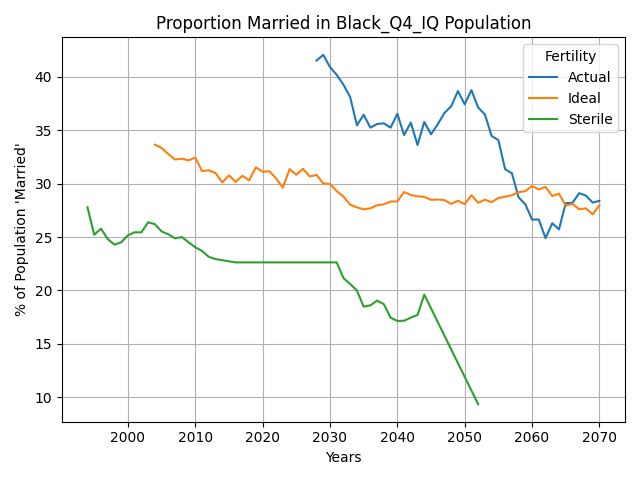 Proportion Married in Black_Q4_IQ Population
% of Population 'Married'
40
35
30
25
20
15
10
Fertility
Actual
Ideal
Sterile
2000 2010 2020 2030 2040 2050 2060 2070
Years